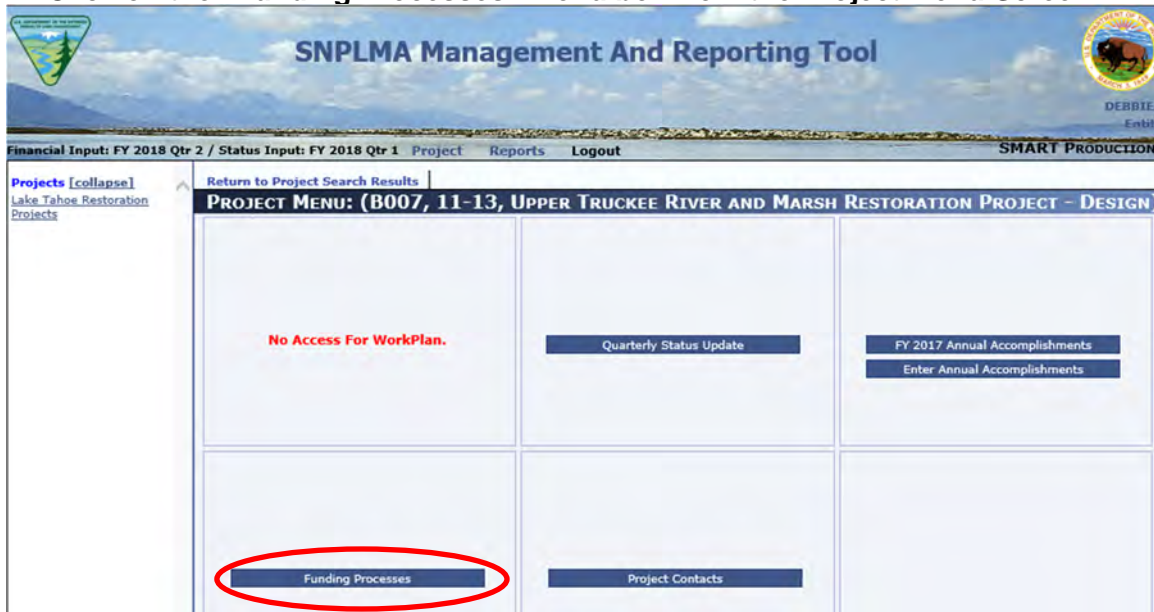 SNPLMA Management And Reporting Tool
DEBBIE
Entit
Financial Input: FY 2018 Qtr 2 / Status Input: FY 2018 Qtr 1 Project Reports Logout
SMART PRODUCTION
Projects [collapse]
Lake Tahoe Restoration
Projects
Return to Project Search Results
PROJECT MENU: (B007, 11-13, UPPER TRUCKEE RIVER AND MARSH RESTORATION PROJECT - DESIGN)
No Access For WorkPlan.
Quarterly Status Update
FY 2017 Annual Accomplishments
Enter Annual Accomplishments
Funding Processes
Project Contacts